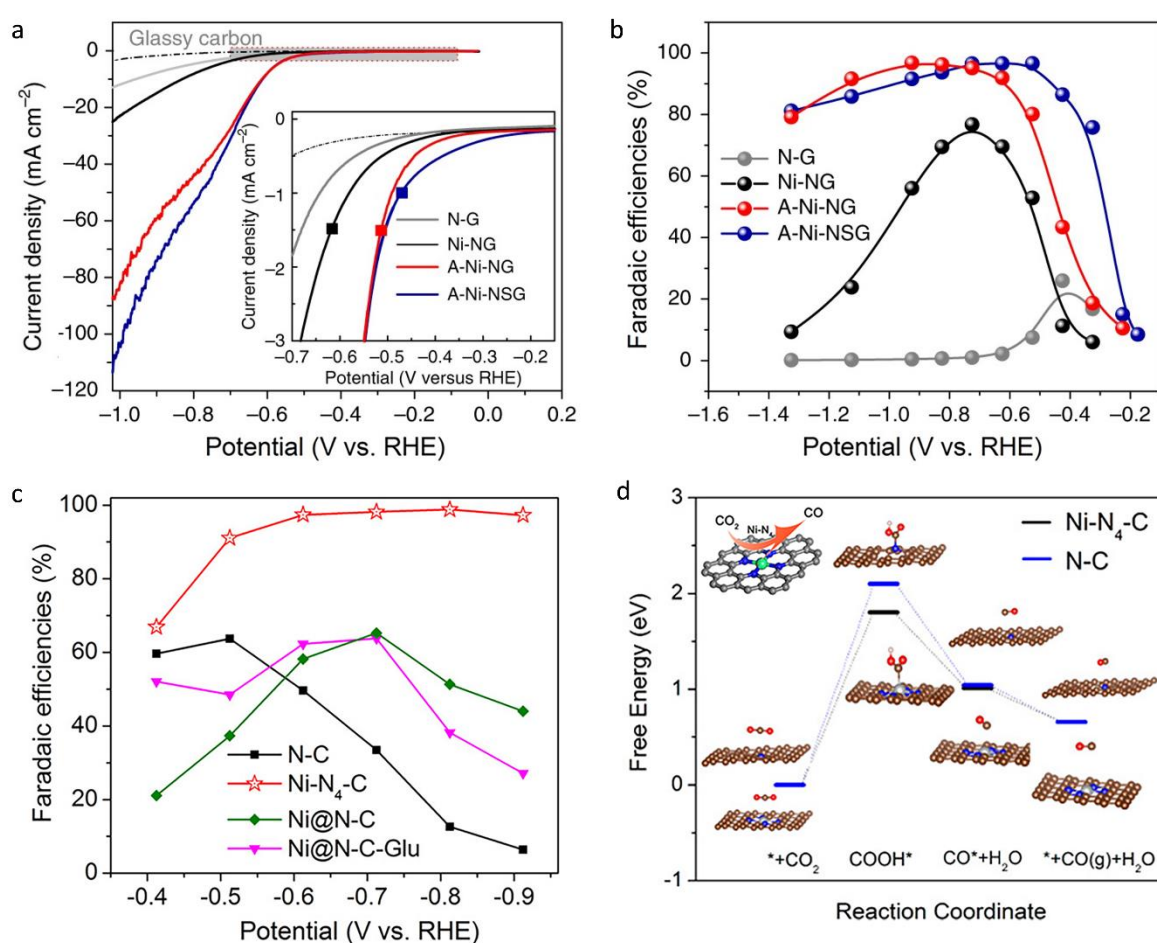 a
Glassy carbon
0
−20
−40
−60
−80
−100
−120
Current density (mA cm⁻²)
−1.0 −0.8 −0.6 −0.4 −0.2 0.0 0.2
Potential (V vs. RHE)
0
−1
−2
−3
Current density (mA cm⁻²)
N-G
Ni-NG
A-Ni-NG
A-Ni-NSG
−0.7 −0.6 −0.5 −0.4 −0.3 −0.2
Potential (V versus RHE)
b
100
80
60
40
20
0
Faradaic efficiencies (%)
N-G
Ni-NG
A-Ni-NG
A-Ni-NSG
−1.6 −1.4 −1.2 −1.0 −0.8 −0.6 −0.4 −0.2
Potential (V vs. RHE)
c
100
80
60
40
20
0
Faradaic efficiencies (%)
N-C
Ni-N₄-C
Ni@N-C
Ni@N-C-Glu
-0.4 -0.5 -0.6 -0.7 -0.8 -0.9
Potential (V vs. RHE)
d
3
2
1
0
-1
Free Energy (eV)
CO₂
Ni-N₄
CO
Ni-N₄-C
N-C
*+CO₂ COOH* CO*+H₂O *+CO(g)+H₂O
Reaction Coordinate